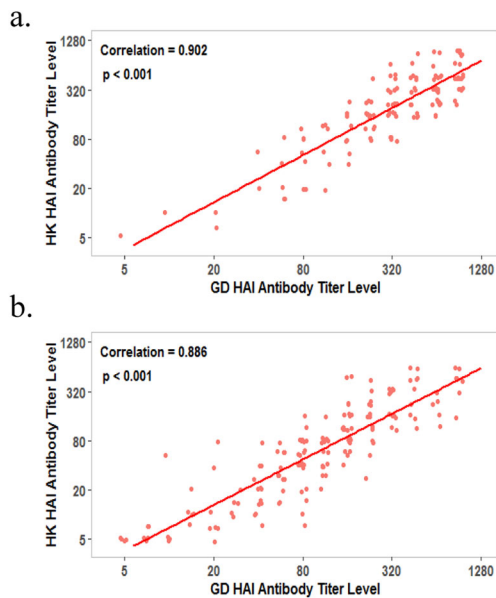 a.
1280
320
80
20
5
HK HAI Antibody Titer Level
Correlation = 0.902
p < 0.001
5 20 80 320 1280
GD HAI Antibody Titer Level
b.
1280
320
80
20
5
HK HAI Antibody Titer Level
Correlation = 0.886
p < 0.001
5 20 80 320 1280
GD HAI Antibody Titer Level